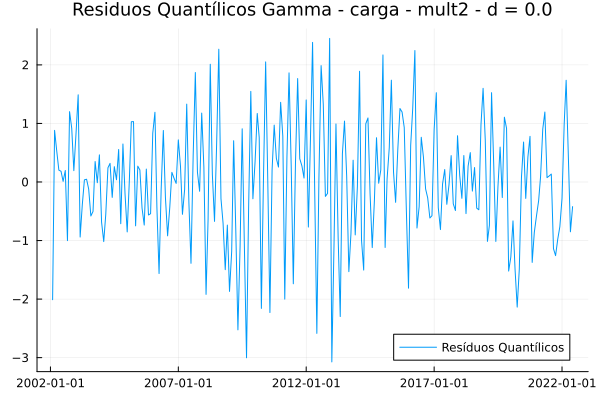 Residuos Quantílicos Gamma - carga - mult2 - d = 0.0
2
1
0
−1
−2
−3
Resíduos Quantílicos
2002-01-01 2007-01-01 2012-01-01 2017-01-01 2022-01-01